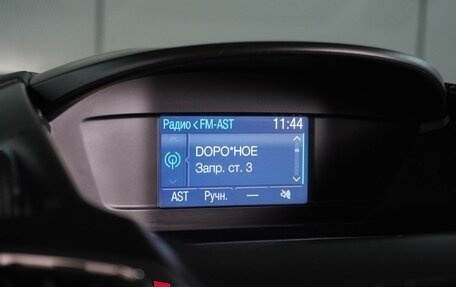 Радио < FM-AST 11:44
DOPO*HOE
Запр. ст. 3
AST Ручн. —